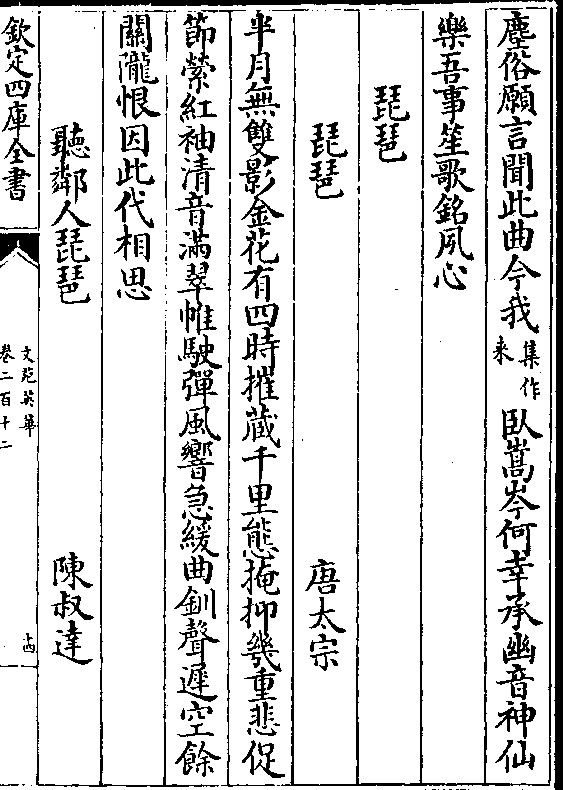 塵俗願言聞此曲今我集作来臥嵩岑何幸承幽音神仙
樂吾事笙歌銘夙心
琵琶
琵琶 唐太宗
半月無雙影金花有四時摧藏千里態掩抑幾重悲促
節縈紅袖清音滿翠帷駛彈風響急緩曲釧聲遲空餘
關隴恨因此代相思
聽鄰人琵琶 陳叔達
欽定四庫全書
文苑英華
卷二百十二
十四